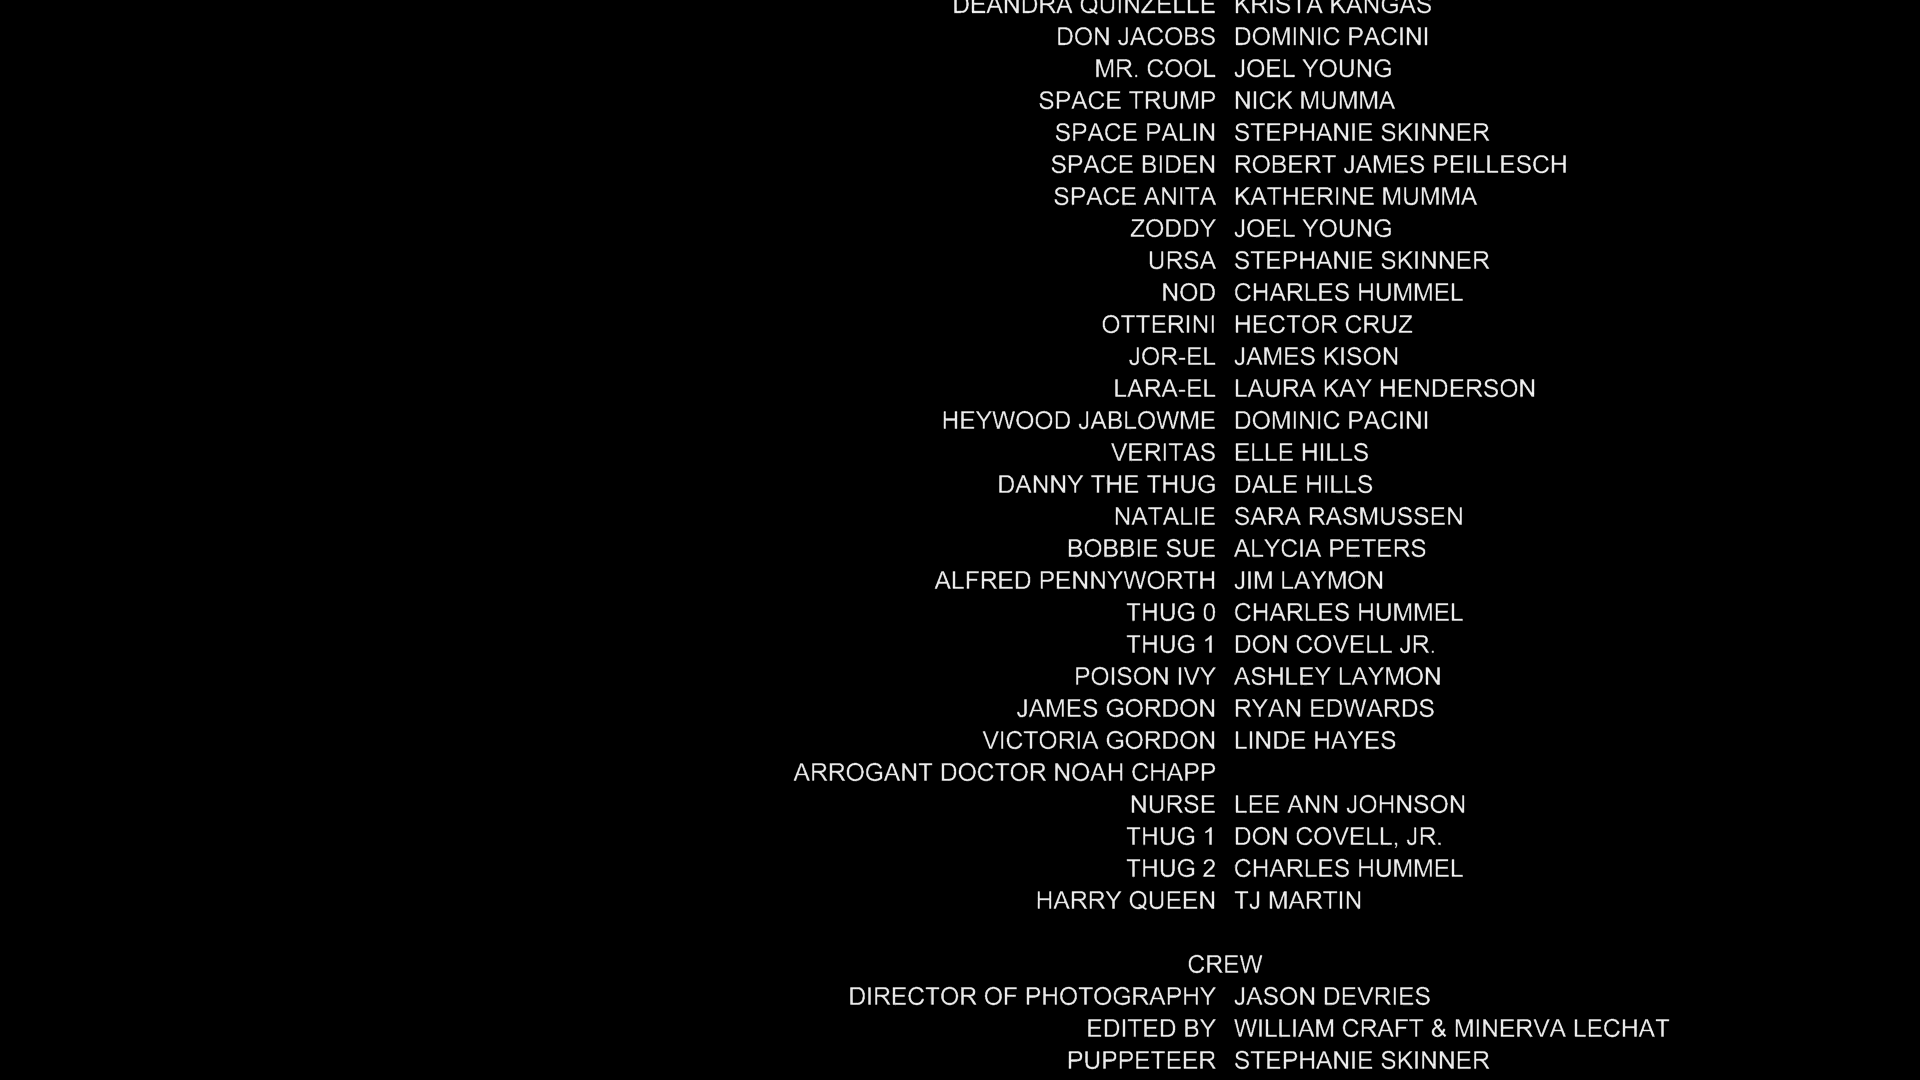 DEANDRA QUINZELLE KRISTA KANGAS
DON JACOBS DOMINIC PACINI
MR. COOL JOEL YOUNG
SPACE TRUMP NICK MUMMA
SPACE PALIN STEPHANIE SKINNER
SPACE BIDEN ROBERT JAMES PEILLESCH
SPACE ANITA KATHERINE MUMMA
ZODDY JOEL YOUNG
URSA STEPHANIE SKINNER
NOD CHARLES HUMMEL
OTTERINI HECTOR CRUZ
JOR-EL JAMES KISON
LARA-EL LAURA KAY HENDERSON
HEYWOOD JABLOWME DOMINIC PACINI
VERITAS ELLE HILLS
DANNY THE THUG DALE HILLS
NATALIE SARA RASMUSSEN
BOBBIE SUE ALYCIA PETERS
ALFRED PENNYWORTH JIM LAYMON
THUG 0 CHARLES HUMMEL
THUG 1 DON COVELL JR.
POISON IVY ASHLEY LAYMON
JAMES GORDON RYAN EDWARDS
VICTORIA GORDON LINDE HAYES
ARROGANT DOCTOR NOAH CHAPP
NURSE LEE ANN JOHNSON
THUG 1 DON COVELL, JR.
THUG 2 CHARLES HUMMEL
HARRY QUEEN TJ MARTIN
CREW
DIRECTOR OF PHOTOGRAPHY JASON DEVRIES
EDITED BY WILLIAM CRAFT & MINERVA LECHAT
PUPPETEER STEPHANIE SKINNER